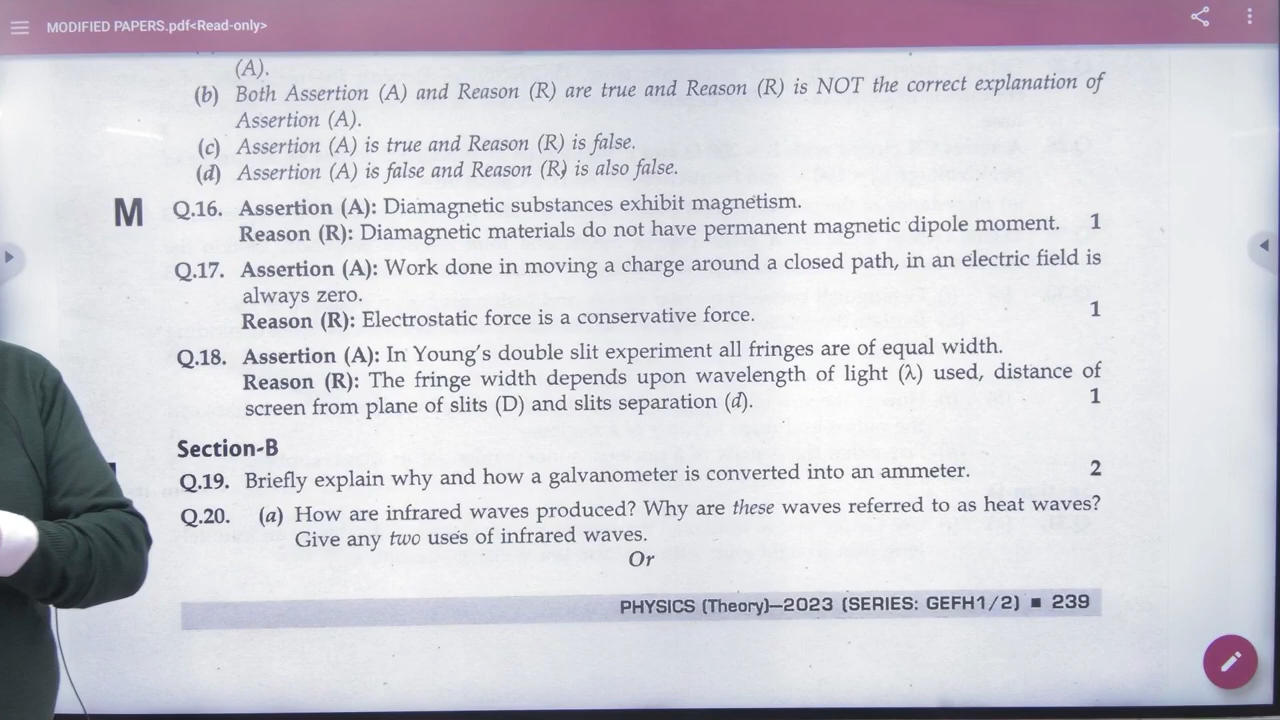 MODIFIED PAPERS.pdf<Read-only>
(A).
(b) Both Assertion (A) and Reason (R) are true and Reason (R) is NOT the correct explanation of
Assertion (A).
(c) Assertion (A) is true and Reason (R) is false.
(d) Assertion (A) is false and Reason (R) is also false.
M Q.16. Assertion (A): Diamagnetic substances exhibit magnetism.
Reason (R): Diamagnetic materials do not have permanent magnetic dipole moment. 1
Q.17. Assertion (A): Work done in moving a charge around a closed path, in an electric field is
always zero.
Reason (R): Electrostatic force is a conservative force. 1
Q.18. Assertion (A): In Young's double slit experiment all fringes are of equal width.
Reason (R): The fringe width depends upon wavelength of light (λ) used, distance of
screen from plane of slits (D) and slits separation (d). 1
Section-B
Q.19. Briefly explain why and how a galvanometer is converted into an ammeter. 2
Q.20. (a) How are infrared waves produced? Why are these waves referred to as heat waves?
Give any two uses of infrared waves.
Or
PHYSICS (Theory)—2023 (SERIES: GEFH1/2) ■ 239